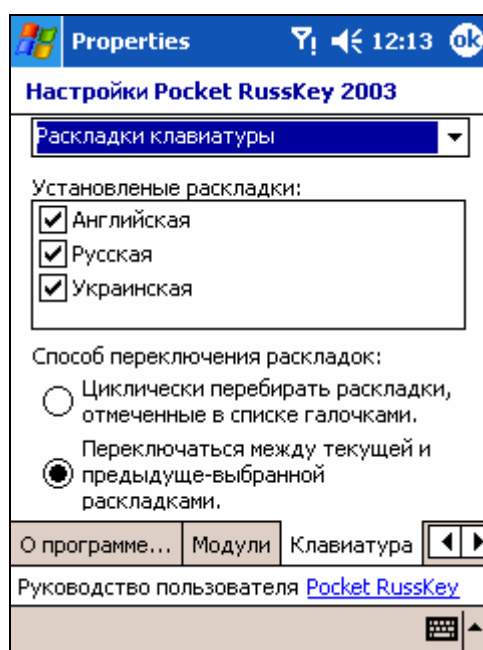 Properties 12:13 ok
Настройки Pocket RussKey 2003
Раскладки клавиатуры
Установленые раскладки:
Английская
Русская
Украинская
Способ переключения раскладок:
Циклически перебирать раскладки,
отмеченные в списке галочками.
Переключаться между текущей и
предыдуще-выбранной
раскладками.
О программе... Модули Клавиатура
Руководство пользователя Pocket RussKey